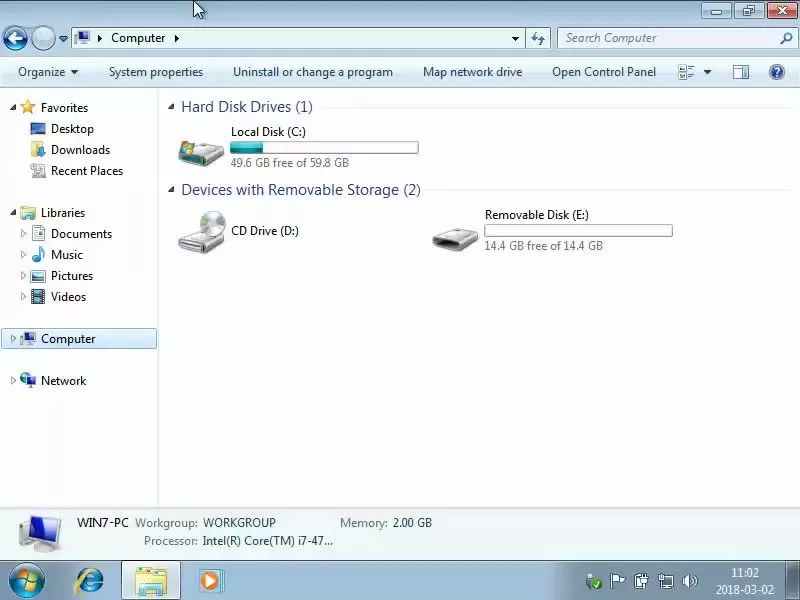 Computer
Search Computer
Organize
System properties
Uninstall or change a program
Map network drive
Open Control Panel
Favorites
Desktop
Downloads
Recent Places
Libraries
Documents
Music
Pictures
Videos
Computer
Network
Hard Disk Drives (1)
Local Disk (C:)
49.6 GB free of 59.8 GB
Devices with Removable Storage (2)
CD Drive (D:)
Removable Disk (E:)
14.4 GB free of 14.4 GB
WIN7-PC Workgroup: WORKGROUP Memory: 2.00 GB
Processor: Intel(R) Core(TM) i7-47...
11:02
2018-03-02